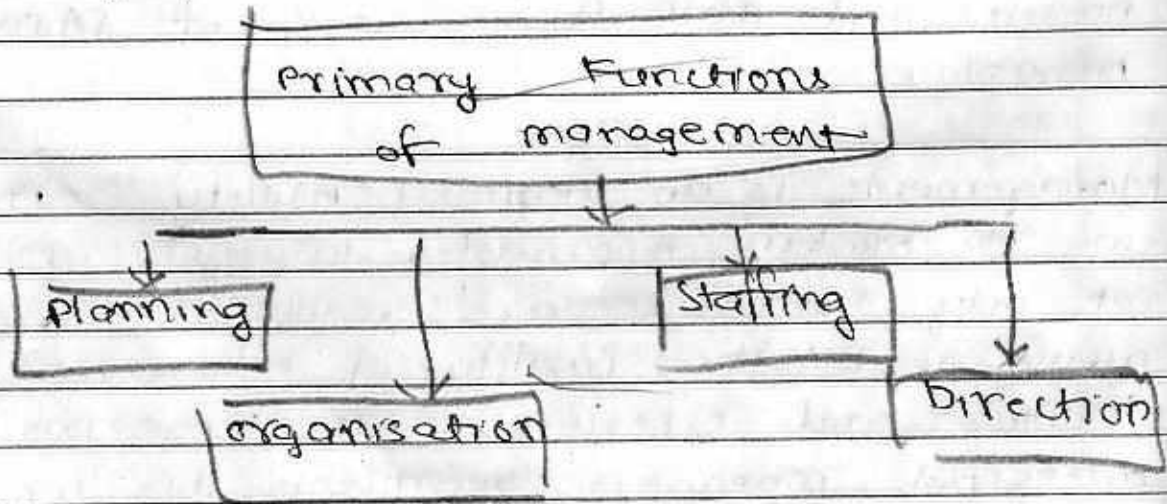 Primary Functions
of management
Planning
Staffing
organisation
Direction